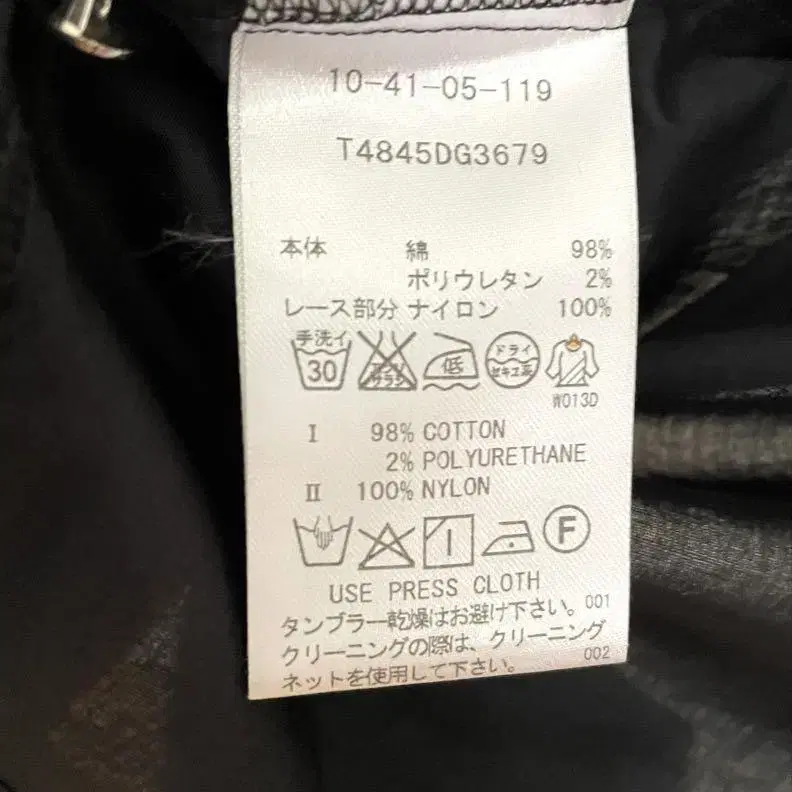 10-41-05-119
T4845DG3679
本体 綿 98%
ポリウレタン 2%
レース部分 ナイロン 100%
手洗イ 30 サラシ 低 ドライ セキユ系
W013D
I 98% COTTON
2% POLYURETHANE
II 100% NYLON
F
USE PRESS CLOTH
タンブラー乾燥はお避け下さい。001
クリーニングの際は、クリーニング
ネットを使用して下さい。 002